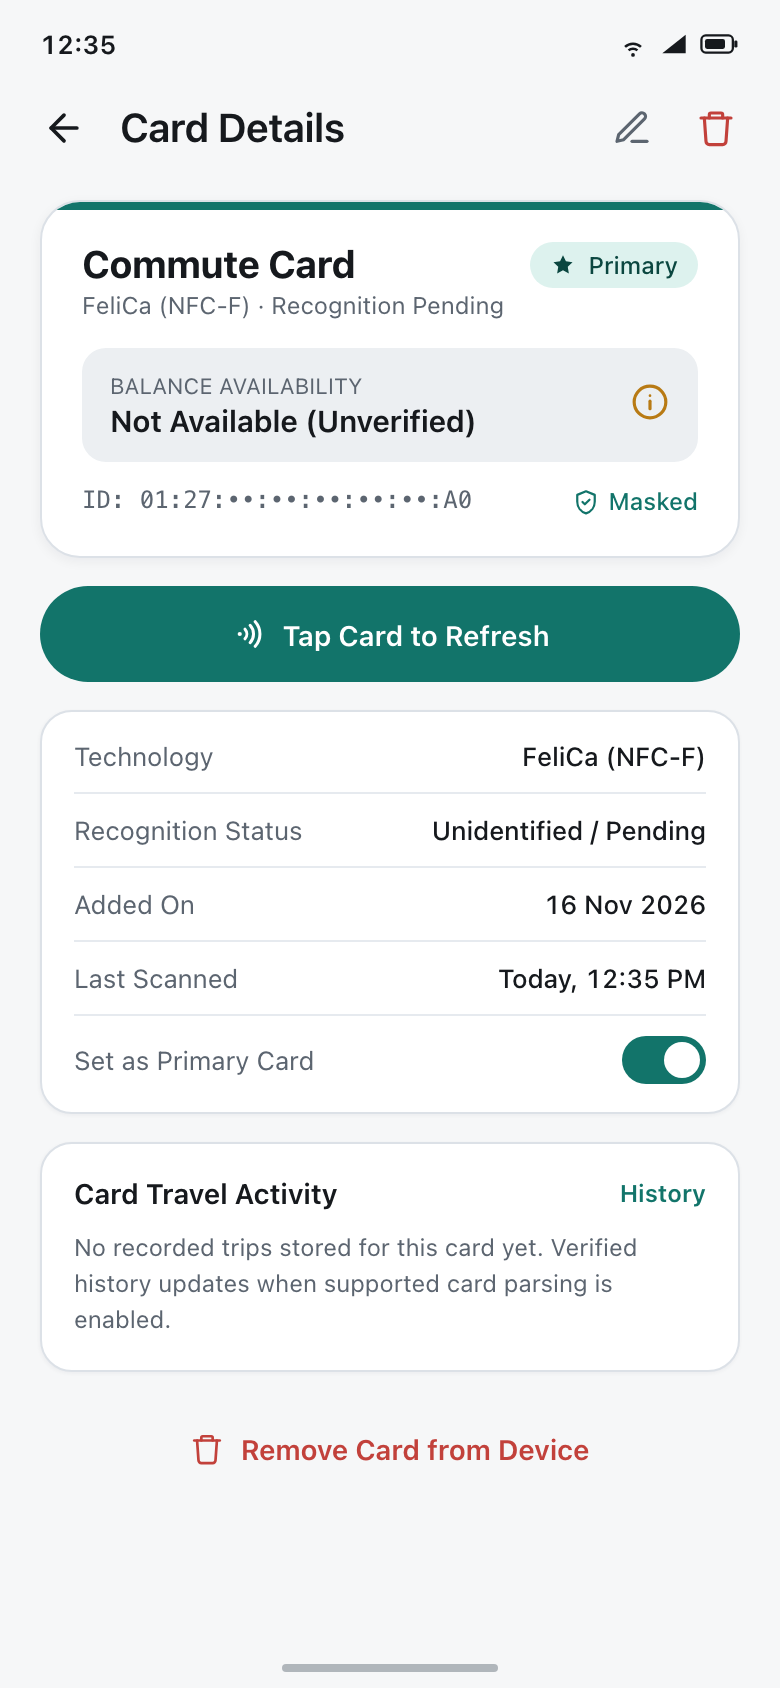 12:35
Card Details
Commute Card
Primary
FeliCa (NFC-F) · Recognition Pending
BALANCE AVAILABILITY
Not Available (Unverified)
ID: 01:27:••:••:••:••:••:A0
Masked
Tap Card to Refresh
Technology
FeliCa (NFC-F)
Recognition Status
Unidentified / Pending
Added On
16 Nov 2026
Last Scanned
Today, 12:35 PM
Set as Primary Card
Card Travel Activity
History
No recorded trips stored for this card yet. Verified
history updates when supported card parsing is
enabled.
Remove Card from Device